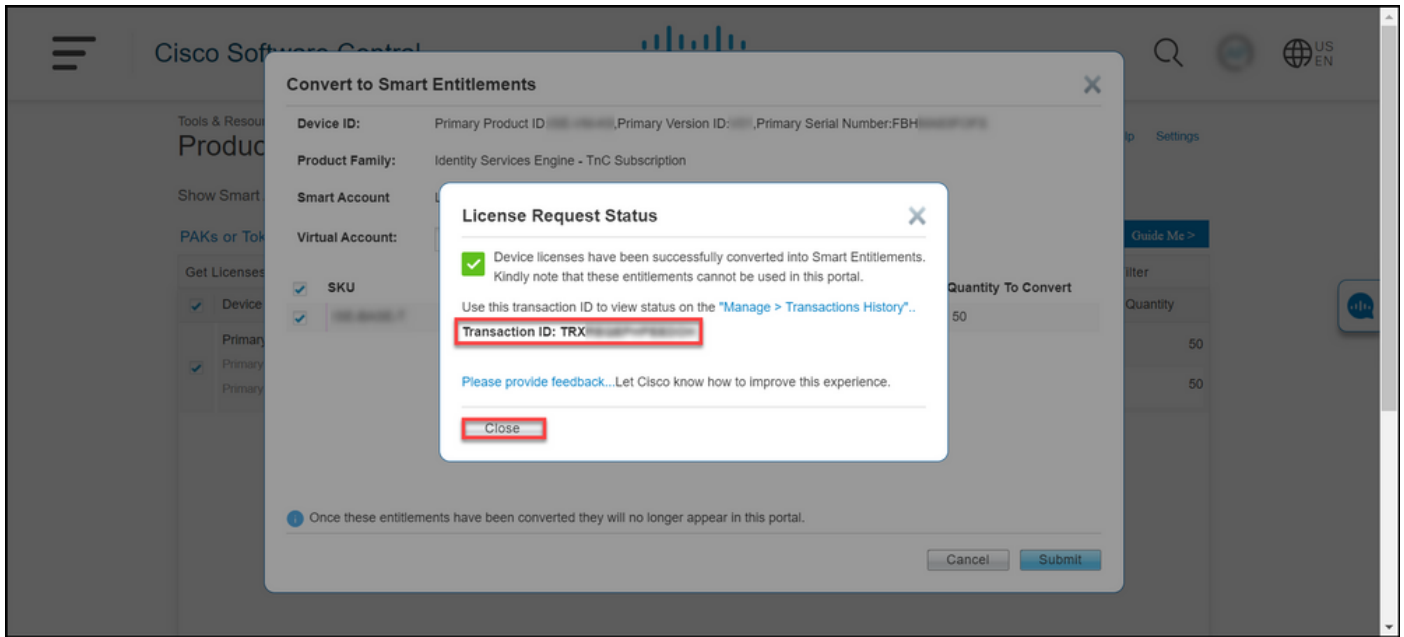 Cisco Software Control
US
EN
Convert to Smart Entitlements
Tools & Resou
Produc
lp Settings
Device ID: Primary Product ID ,Primary Version ID: ,Primary Serial Number:FBH
Product Family: Identity Services Engine - TnC Subscription
Show Smart
Smart Account
PAKs or Tok
Virtual Account:
Guide Me >
Get Licenses
ilter
SKU
Quantity To Convert
Device
Quantity
50
Primary
50
Primary
Primary
50
License Request Status
Device licenses have been successfully converted into Smart Entitlements.
Kindly note that these entitlements cannot be used in this portal.
Use this transaction ID to view status on the "Manage > Transactions History"..
Transaction ID: TRX
Please provide feedback...Let Cisco know how to improve this experience.
Close
Once these entitlements have been converted they will no longer appear in this portal.
Cancel
Submit